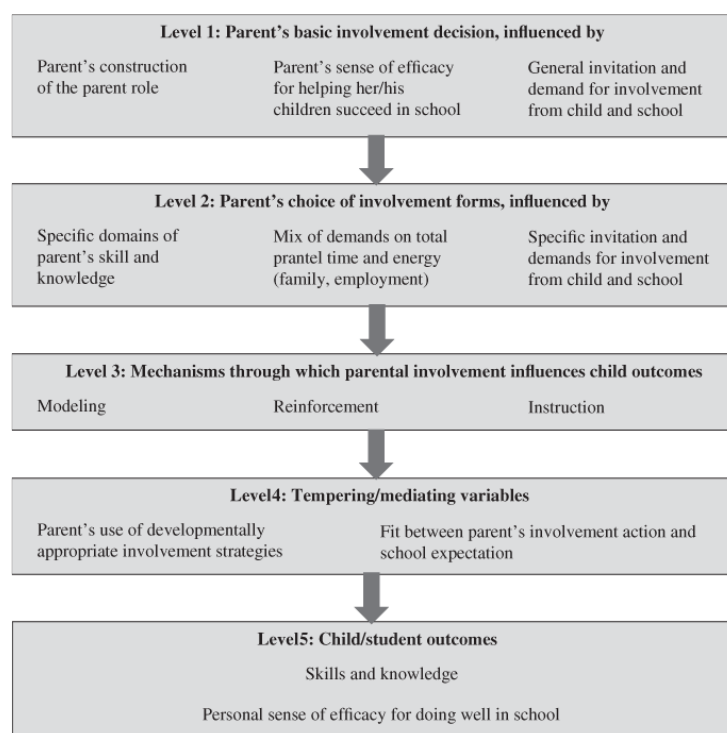 Level 1: Parent's basic involvement decision, influenced by
Parent's construction
of the parent role
Parent's sense of efficacy
for helping her/his
children succeed in school
General invitation and
demand for involvement
from child and school
Level 2: Parent's choice of involvement forms, influenced by
Specific domains of
parent's skill and
knowledge
Mix of demands on total
prantel time and energy
(family, employment)
Specific invitation and
demands for involvement
from child and school
Level 3: Mechanisms through which parental involvement influences child outcomes
Modeling
Reinforcement
Instruction
Level4: Tempering/mediating variables
Parent's use of developmentally
appropriate involvement strategies
Fit between parent's involvement action and
school expectation
Level5: Child/student outcomes
Skills and knowledge
Personal sense of efficacy for doing well in school